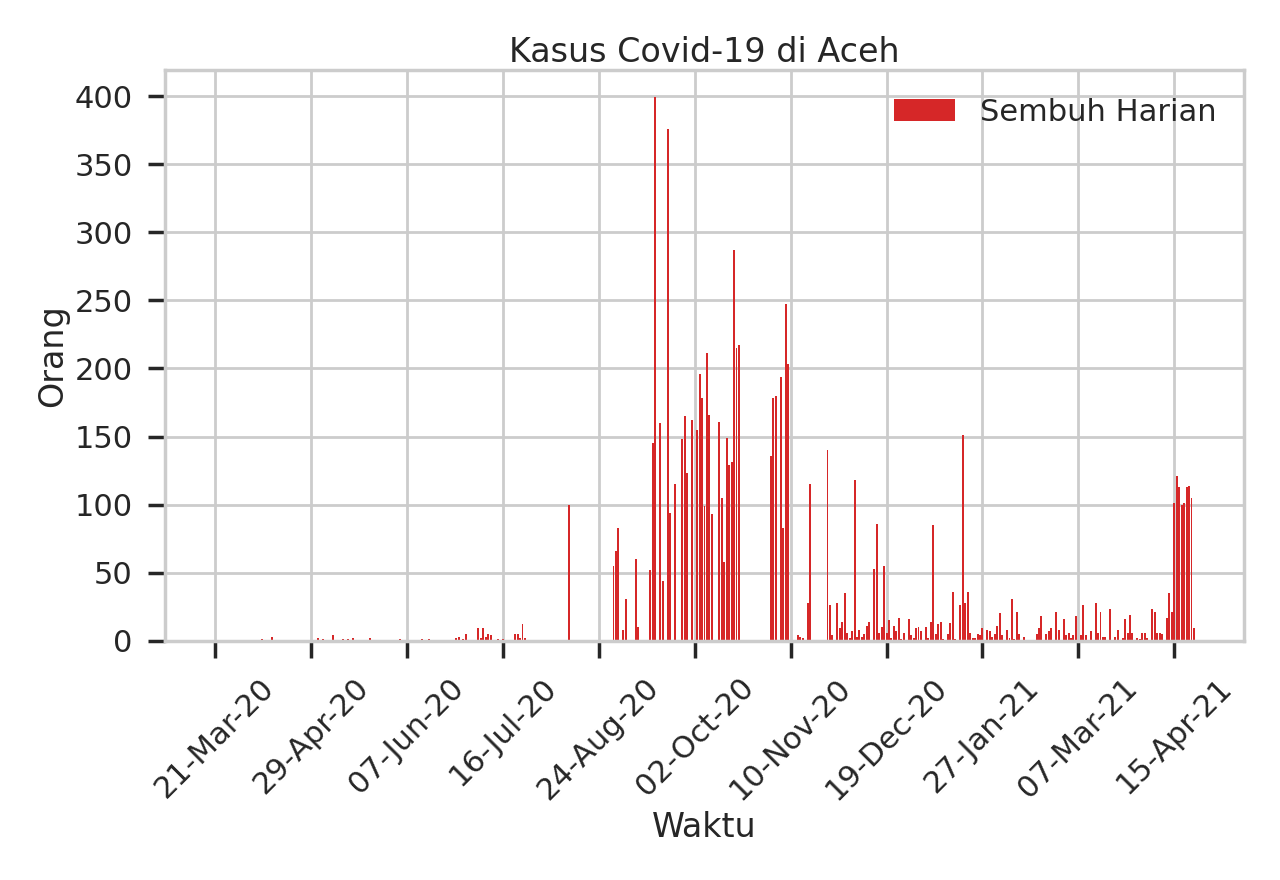 Kasus Covid-19 di Aceh
Sembuh Harian
400
350
300
250
200
150
100
50
0
Orang
21-Mar-20
29-Apr-20
07-Jun-20
16-Jul-20
24-Aug-20
02-Oct-20
10-Nov-20
19-Dec-20
27-Jan-21
07-Mar-21
15-Apr-21
Waktu